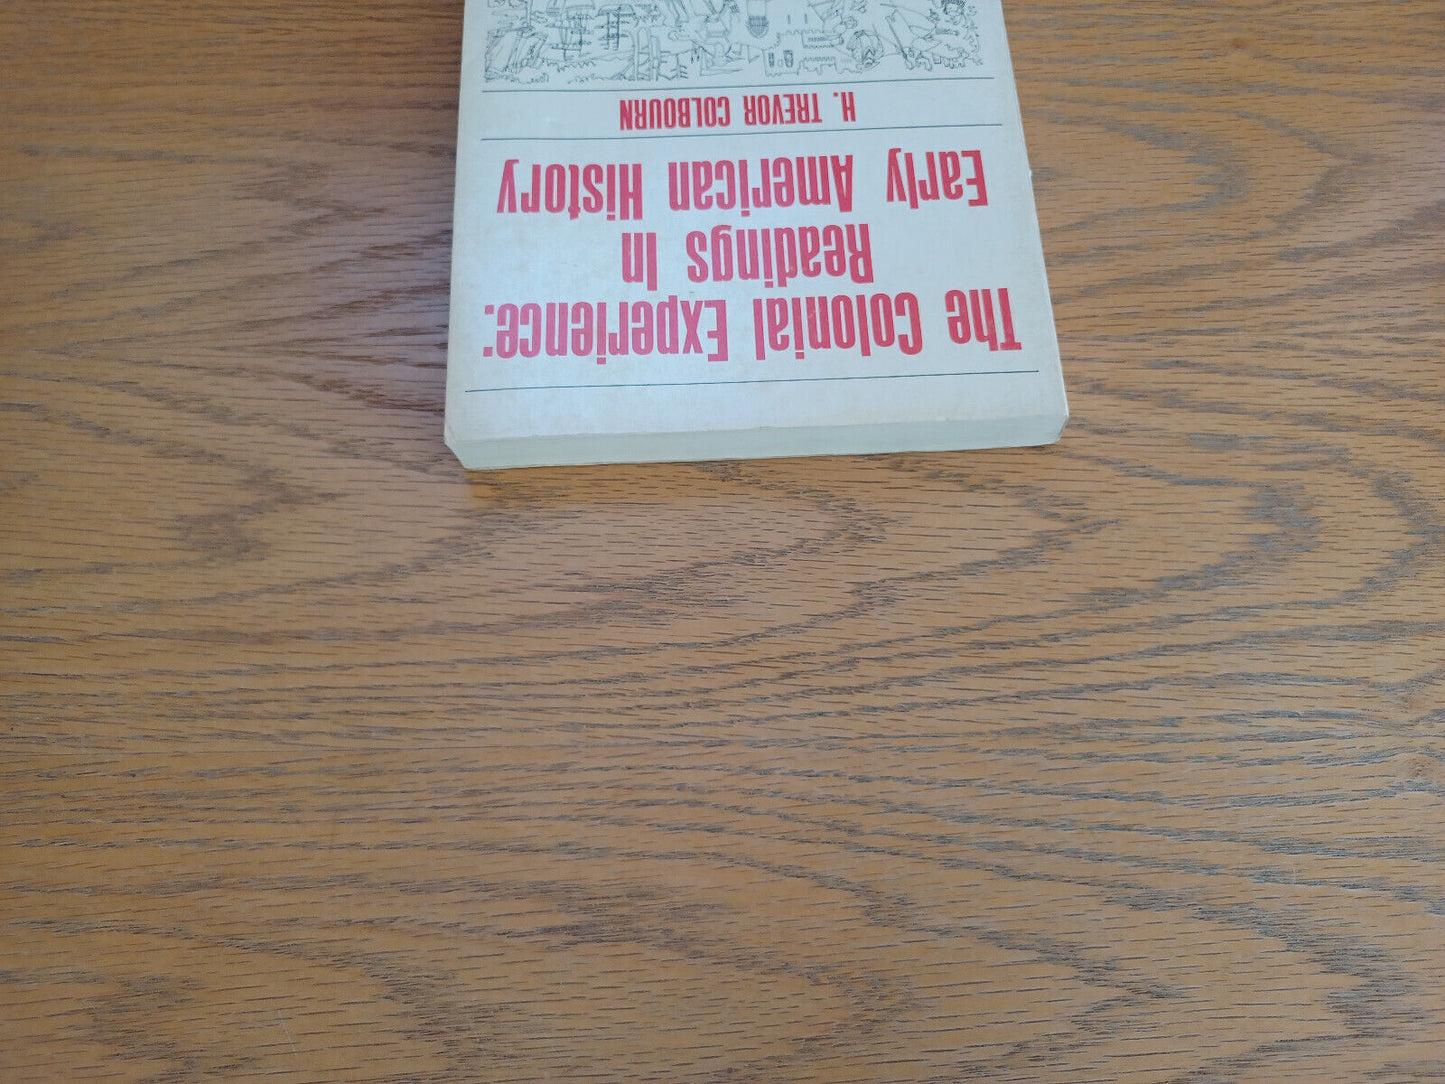 The Colonial Experience:
Readings In
Early American History
H. TREVOR COLBOURN